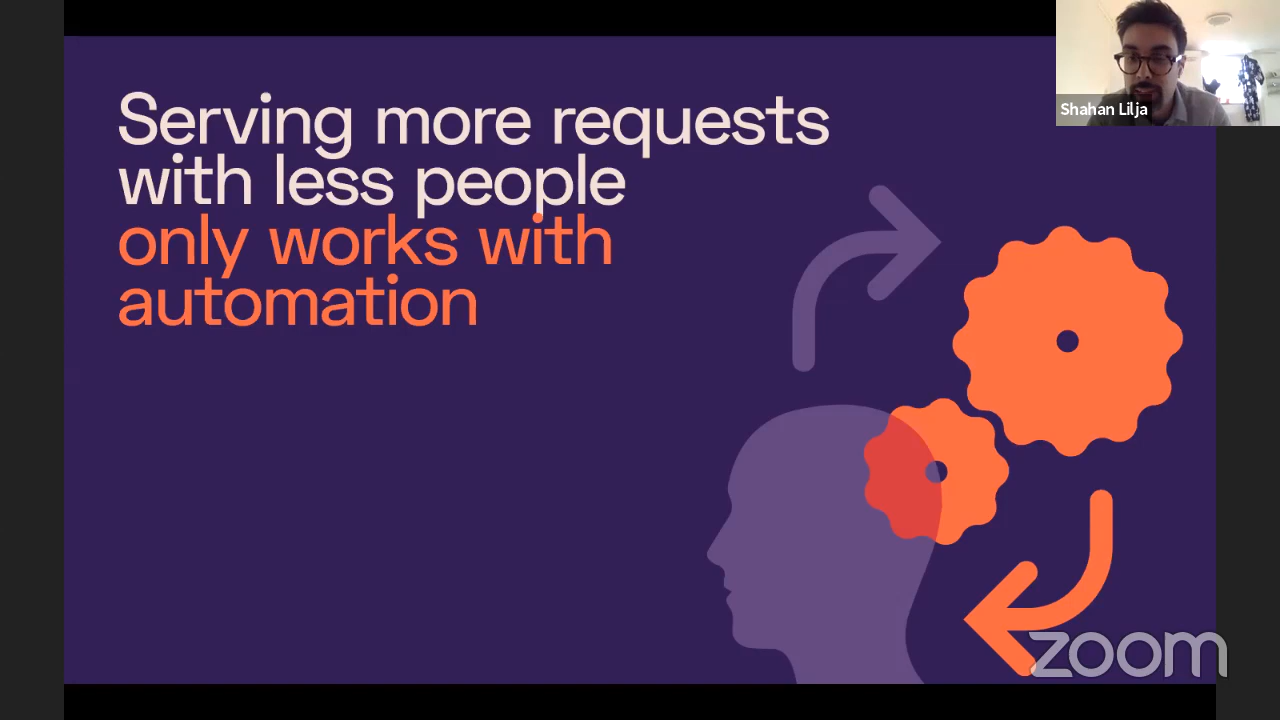 Serving more requests
with less people
only works with
automation
Shahan Lilja
zoom